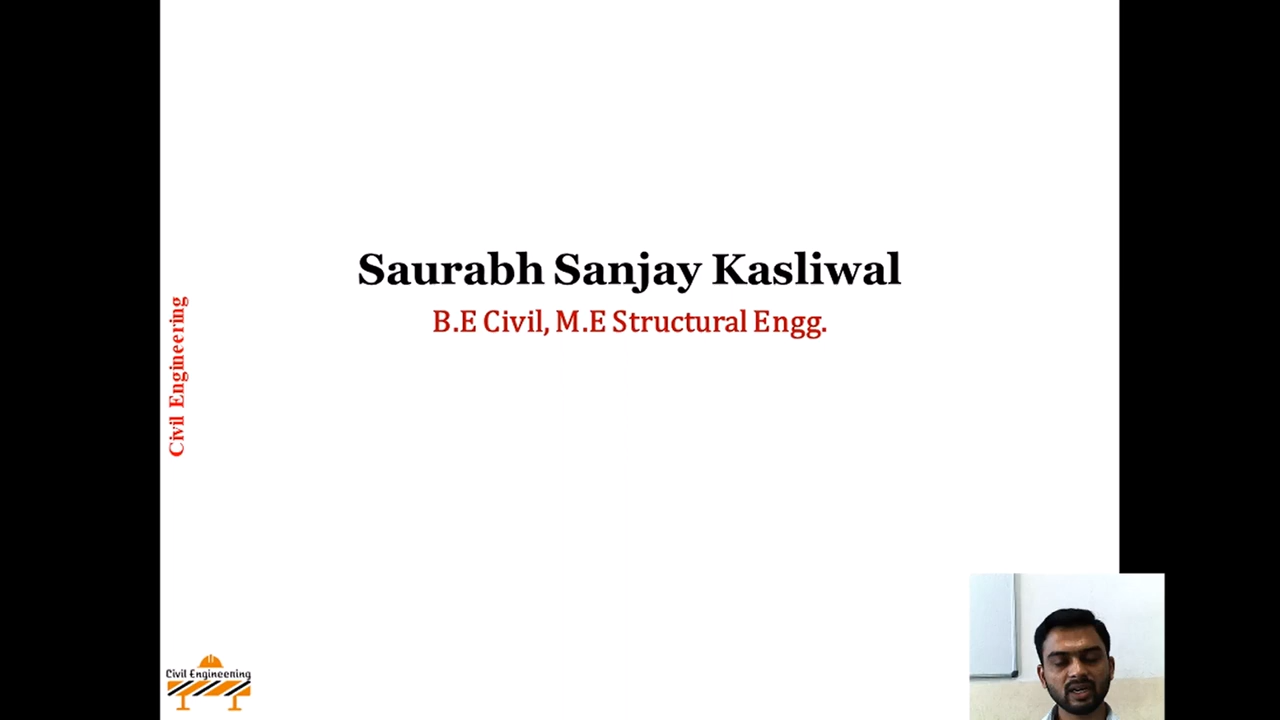 Saurabh Sanjay Kasliwal
B.E Civil, M.E Structural Engg.
Civil Engineering
Civil Engineering